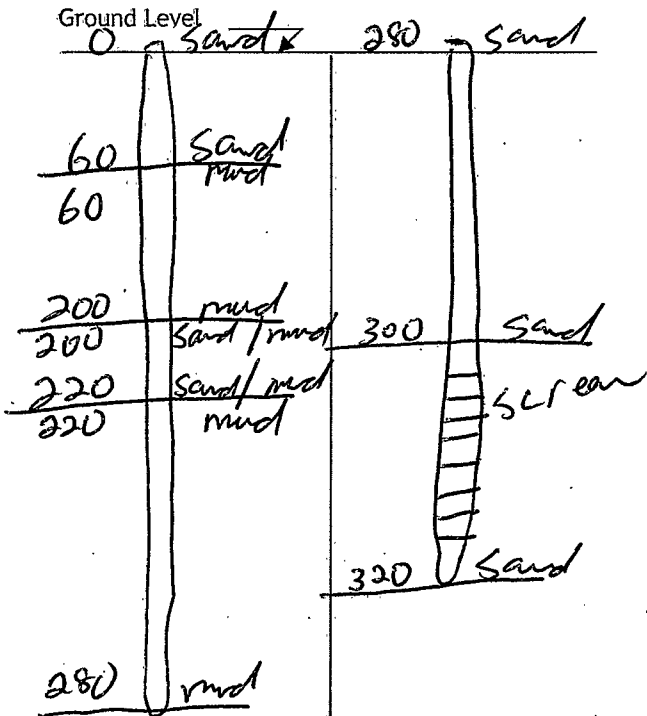 Ground Level
0 sand
60 sand
60 mud
200 mud
200 sand/mud
220 sand/mud
220 mud
280 mud
280 sand
300 sand
screen
320 sand